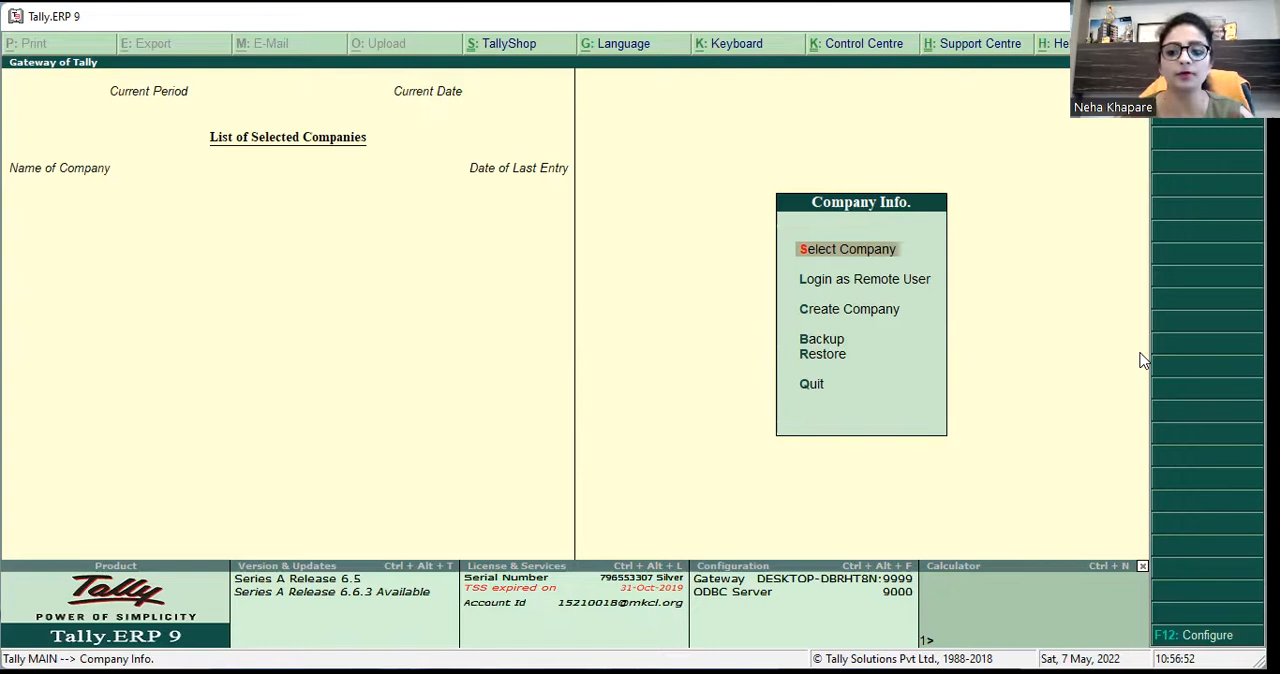 Tally.ERP 9
P: Print E: Export M: E-Mail O: Upload S: TallyShop G: Language K: Keyboard K: Control Centre H: Support Centre H: He
Neha Khapare
Gateway of Tally
Current Period Current Date
List of Selected Companies
Name of Company Date of Last Entry
Company Info.
Select Company
Login as Remote User
Create Company
Backup
Restore
Quit
Product
Tally
POWER OF SIMPLICITY
Tally.ERP 9
Version & Updates Ctrl + Alt + T
Series A Release 6.5
Series A Release 6.6.3 Available
License & Services Ctrl + Alt + L
Serial Number 796553307 Silver
TSS expired on 31-Oct-2019
Account Id 15210018@mkcl.org
Configuration Ctrl + Alt + F
Gateway DESKTOP-DBRHT8N:9999
ODBC Server 9000
Calculator Ctrl + N
1>
F12: Configure
Tally MAIN --> Company Info. © Tally Solutions Pvt Ltd., 1988-2018 Sat, 7 May, 2022 10:56:52